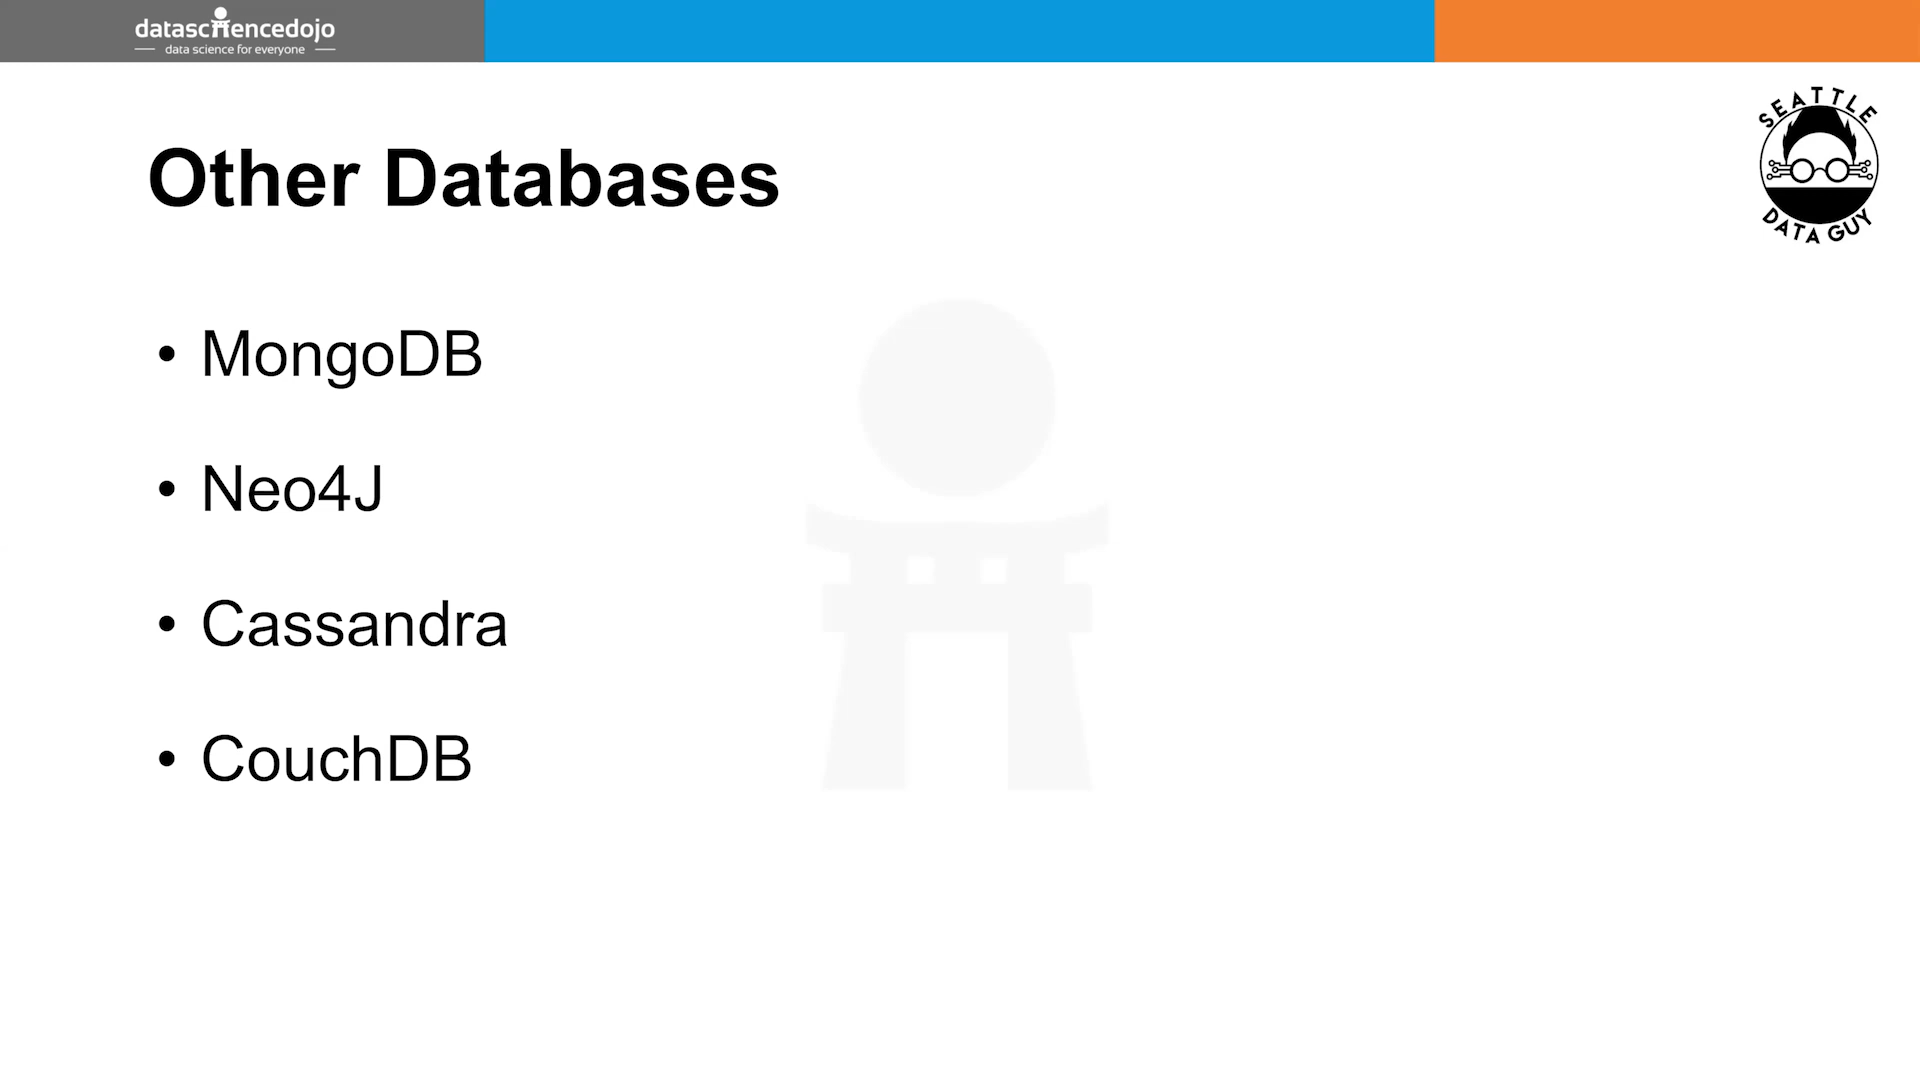 datasciencedojo
data science for everyone
SEATTLE
DATA GUY
Other Databases
• MongoDB
• Neo4J
• Cassandra
• CouchDB